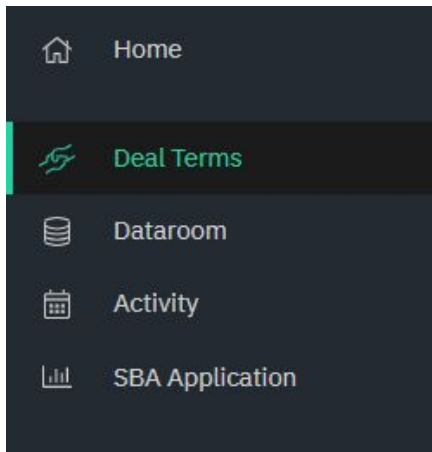 Home
Deal Terms
Dataroom
Activity
SBA Application